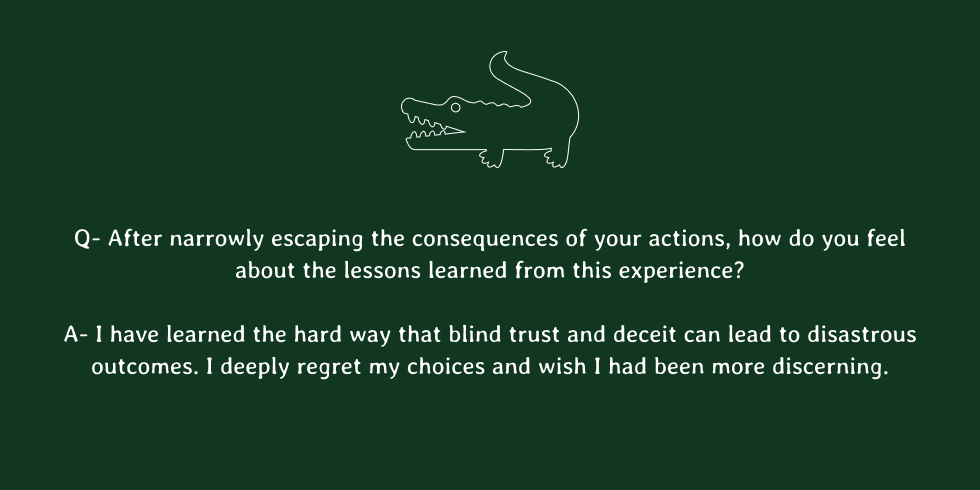 Q- After narrowly escaping the consequences of your actions, how do you feel
about the lessons learned from this experience?
A- I have learned the hard way that blind trust and deceit can lead to disastrous
outcomes. I deeply regret my choices and wish I had been more discerning.